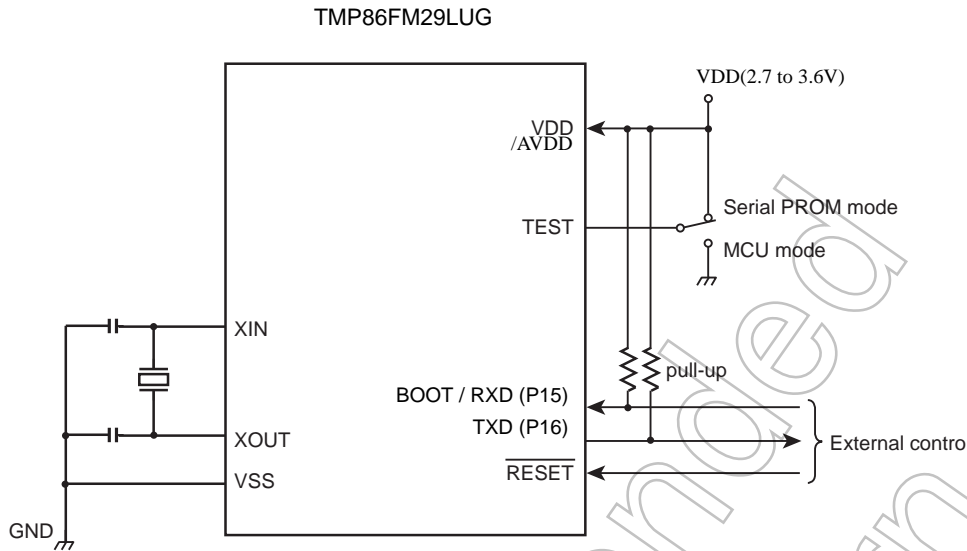 TMP86FM29LUG
VDD(2.7 to 3.6V)
VDD
/AVDD
Serial PROM mode
TEST
MCU mode
XIN
pull-up
BOOT / RXD (P15)
TXD (P16)
XOUT
External contro
RESET
VSS
GND